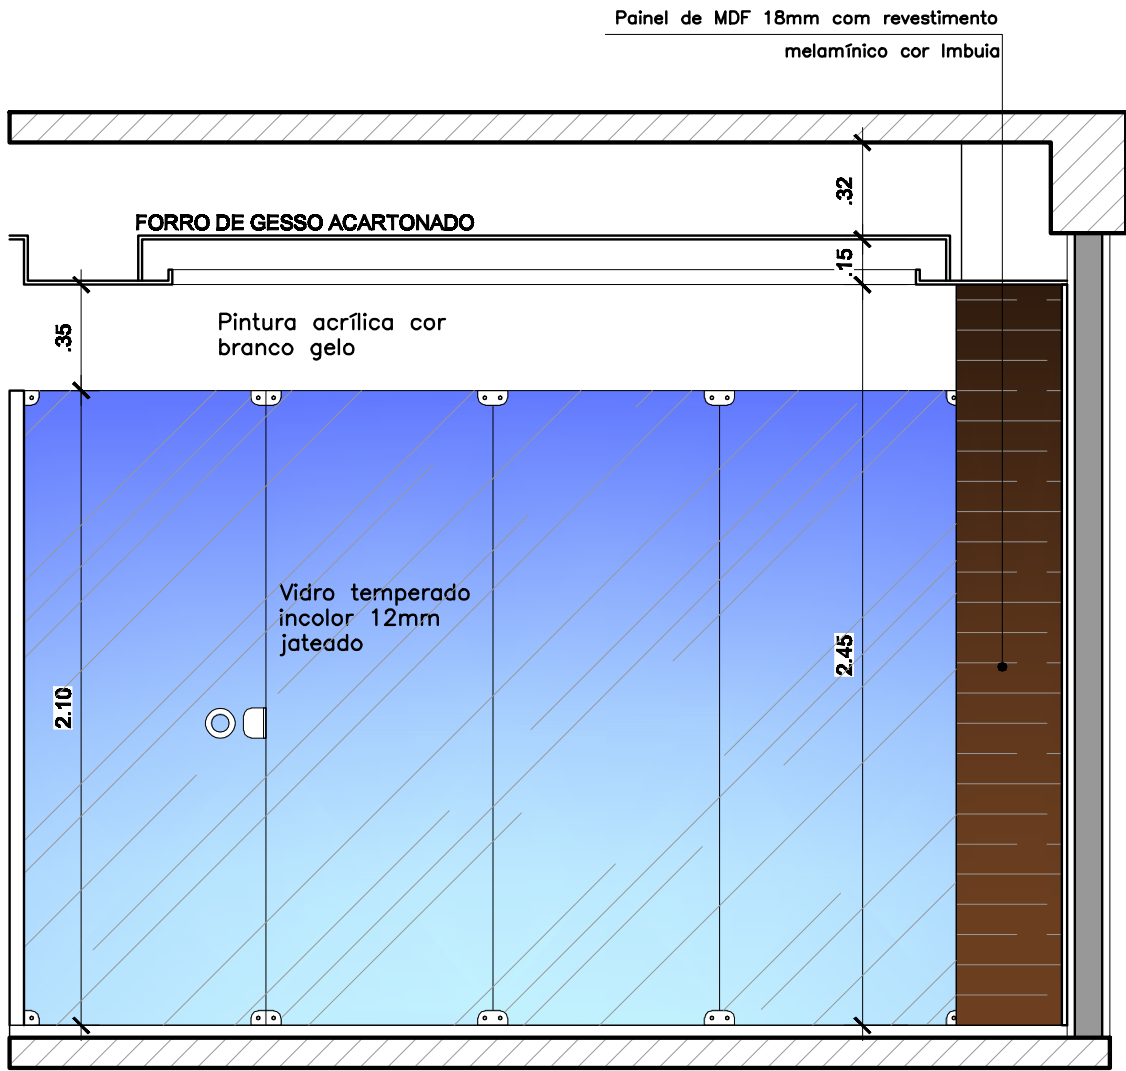 Painel de MDF 18mm com revestimento
melamínico cor Imbuia
.32
FORRO DE GESSO ACARTONADO
.15
Pintura acrílica cor
branco gelo
.35
Vidro temperado
incolor 12mm
jateado
2.45
2.10